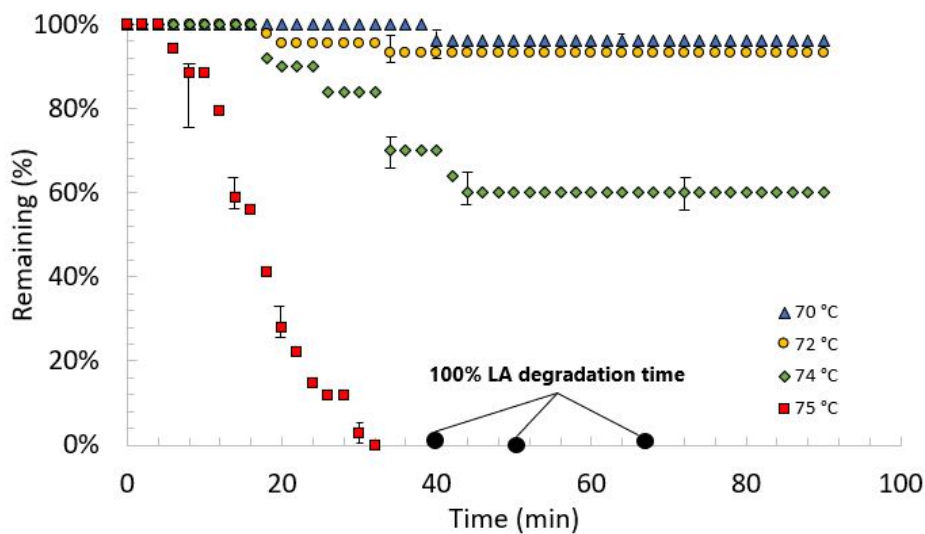 100%
80%
60%
40%
20%
0%
Remaining (%)
70 °C
72 °C
74 °C
75 °C
100% LA degradation time
0 20 40 60 80 100
Time (min)